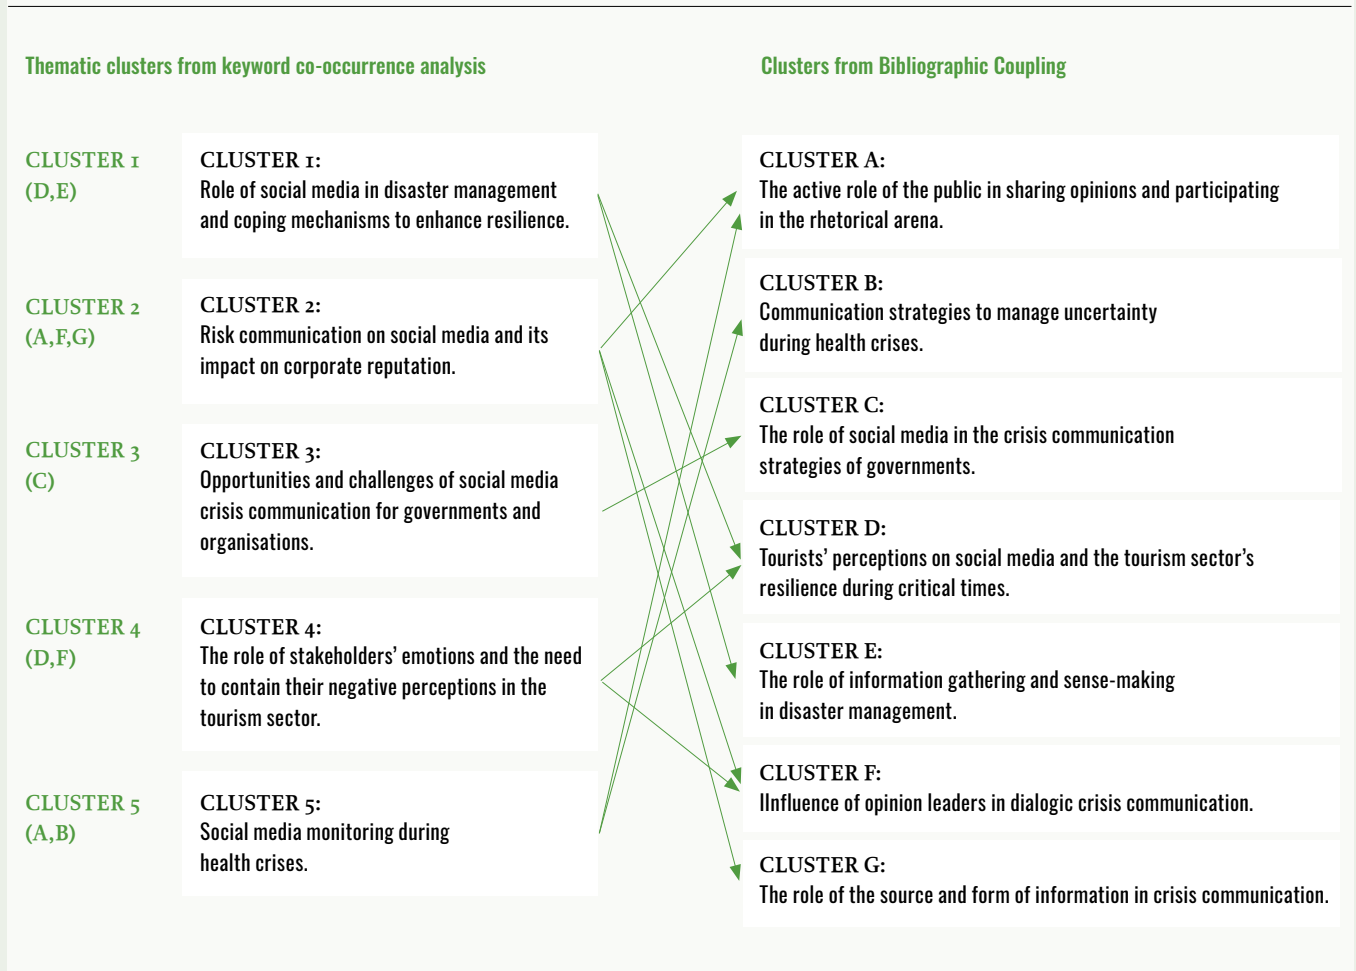 Thematic clusters from keyword co-occurrence analysis
CLUSTER 1
(D,E)
CLUSTER 1:
Role of social media in disaster management
and coping mechanisms to enhance resilience.
CLUSTER 2
(A,F,G)
CLUSTER 2:
Risk communication on social media and its
impact on corporate reputation.
CLUSTER 3
(C)
CLUSTER 3:
Opportunities and challenges of social media
crisis communication for governments and
organisations.
CLUSTER 4
(D,F)
CLUSTER 4:
The role of stakeholders’ emotions and the need
to contain their negative perceptions in the
tourism sector.
CLUSTER 5
(A,B)
CLUSTER 5:
Social media monitoring during
health crises.
Clusters from Bibliographic Coupling
CLUSTER A:
The active role of the public in sharing opinions and participating
in the rhetorical arena.
CLUSTER B:
Communication strategies to manage uncertainty
during health crises.
CLUSTER C:
The role of social media in the crisis communication
strategies of governments.
CLUSTER D:
Tourists’ perceptions on social media and the tourism sector’s
resilience during critical times.
CLUSTER E:
The role of information gathering and sense-making
in disaster management.
CLUSTER F:
IInfluence of opinion leaders in dialogic crisis communication.
CLUSTER G:
The role of the source and form of information in crisis communication.